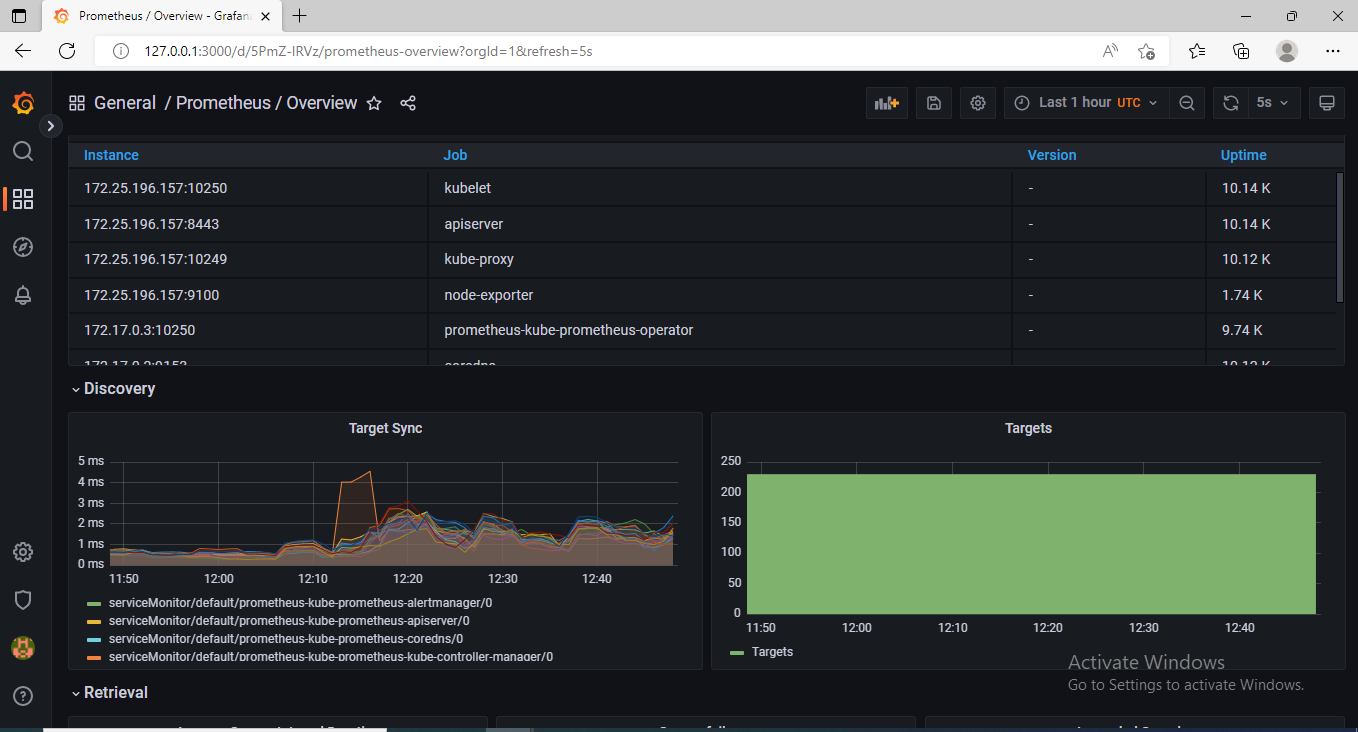 Prometheus / Overview - Grafan
127.0.0.1:3000/d/5PmZ-IRVz/prometheus-overview?orgId=1&refresh=5s
General / Prometheus / Overview
Last 1 hour UTC
5s
Instance Job Version Uptime
172.25.196.157:10250 kubelet - 10.14 K
172.25.196.157:8443 apiserver - 10.14 K
172.25.196.157:10249 kube-proxy - 10.12 K
172.25.196.157:9100 node-exporter - 1.74 K
172.17.0.3:10250 prometheus-kube-prometheus-operator - 9.74 K
Discovery
Target Sync
5 ms
4 ms
3 ms
2 ms
1 ms
0 ms
11:50 12:00 12:10 12:20 12:30 12:40
serviceMonitor/default/prometheus-kube-prometheus-alertmanager/0
serviceMonitor/default/prometheus-kube-prometheus-apiserver/0
serviceMonitor/default/prometheus-kube-prometheus-coredns/0
serviceMonitor/default/prometheus-kube-prometheus-kube-controller-manager/0
Targets
250
200
150
100
50
0
11:50 12:00 12:10 12:20 12:30 12:40
Targets
Activate Windows
Go to Settings to activate Windows.
Retrieval